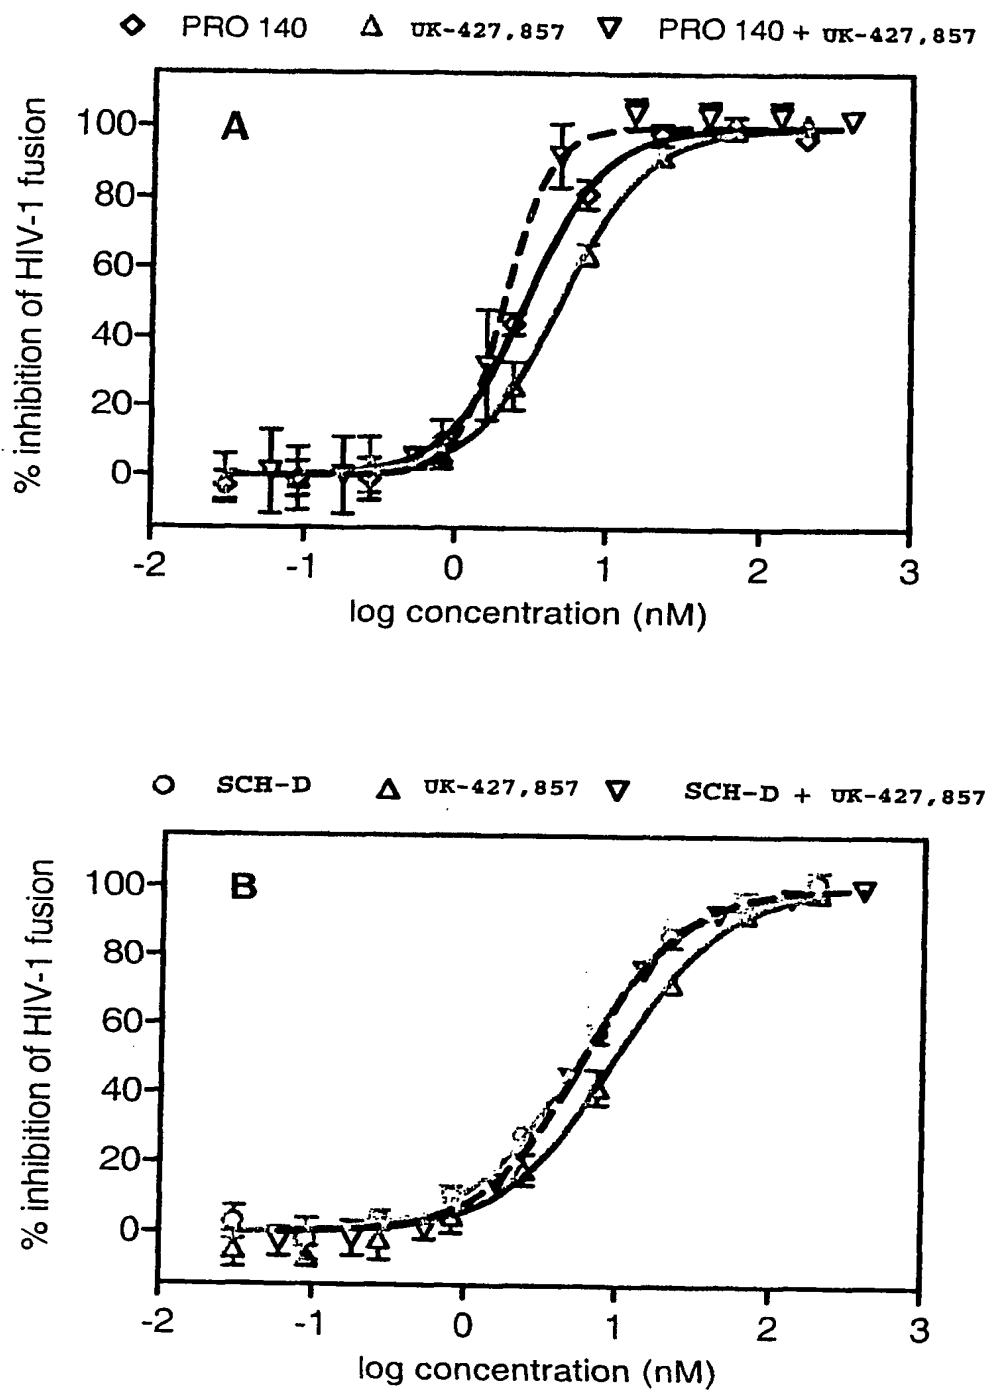 PRO 140 UK-427,857 PRO 140 + UK-427,857
A
% inhibition of HIV-1 fusion
100
80
60
40
20
0
-2 -1 0 1 2 3
log concentration (nM)
SCH-D UK-427,857 SCH-D + UK-427,857
B
% inhibition of HIV-1 fusion
100
80
60
40
20
0
-2 -1 0 1 2 3
log concentration (nM)